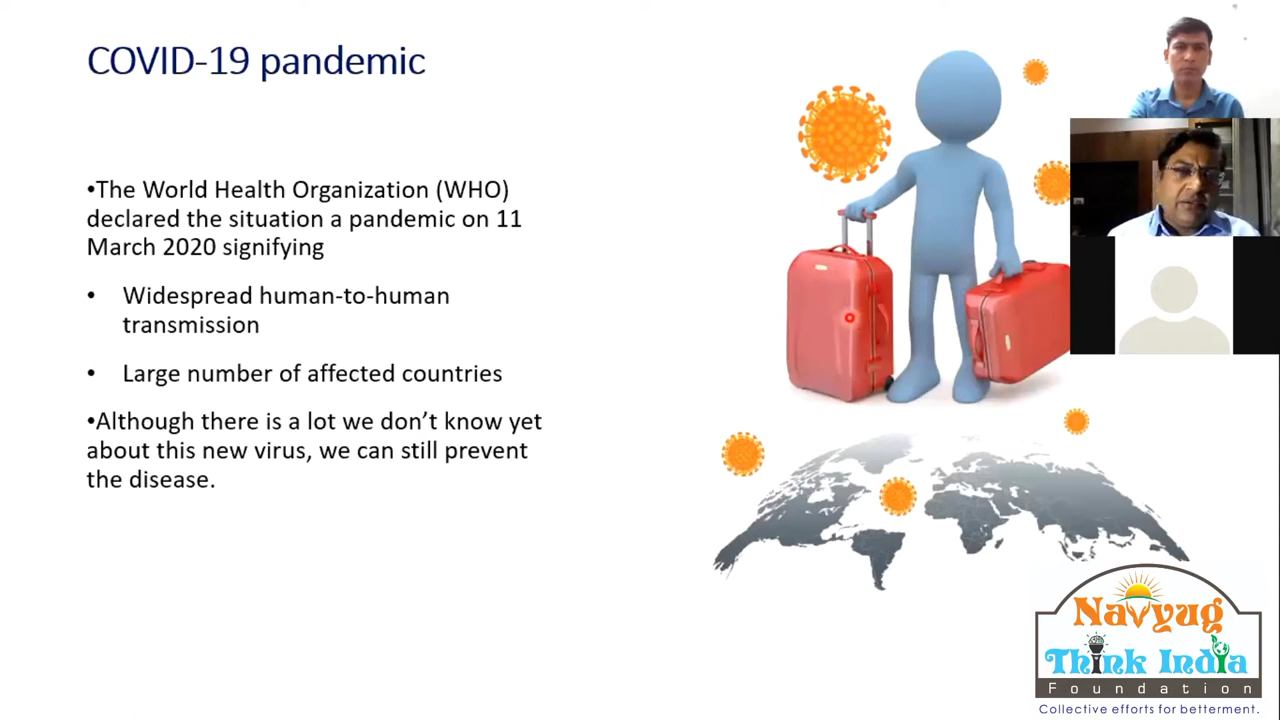 COVID-19 pandemic
•The World Health Organization (WHO)
declared the situation a pandemic on 11
March 2020 signifying
• Widespread human-to-human
transmission
• Large number of affected countries
•Although there is a lot we don’t know yet
about this new virus, we can still prevent
the disease.
Navyug
Think India
Foundation
Collective efforts for betterment.